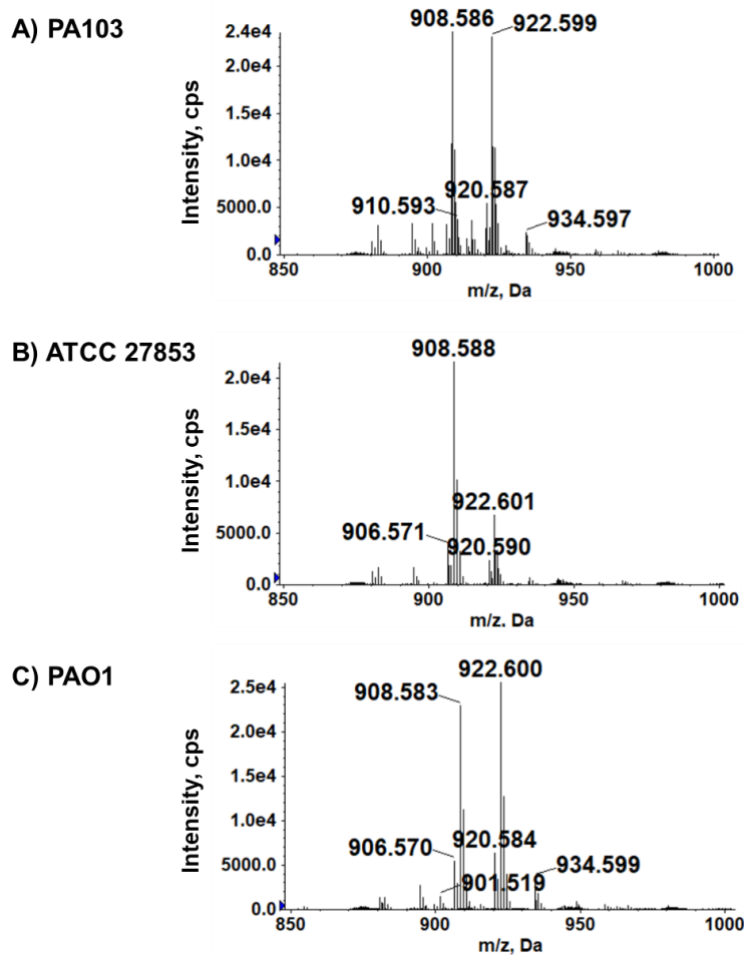 A) PA103
908.586
922.599
2.4e4
2.0e4
1.5e4
1.0e4
5000.0
0.0
Intensity, cps
910.593
920.587
934.597
850
900
950
1000
m/z, Da
B) ATCC 27853
908.588
2.0e4
1.5e4
1.0e4
5000.0
0.0
Intensity, cps
922.601
906.571
920.590
850
900
950
1000
m/z. Da
C) PAO1
922.600
908.583
2.5e4
2.0e4
1.5e4
1.0e4
5000.0
0.0
Intensity, cps
906.570
920.584
934.599
901.519
850
900
950
1000
m/z, Da